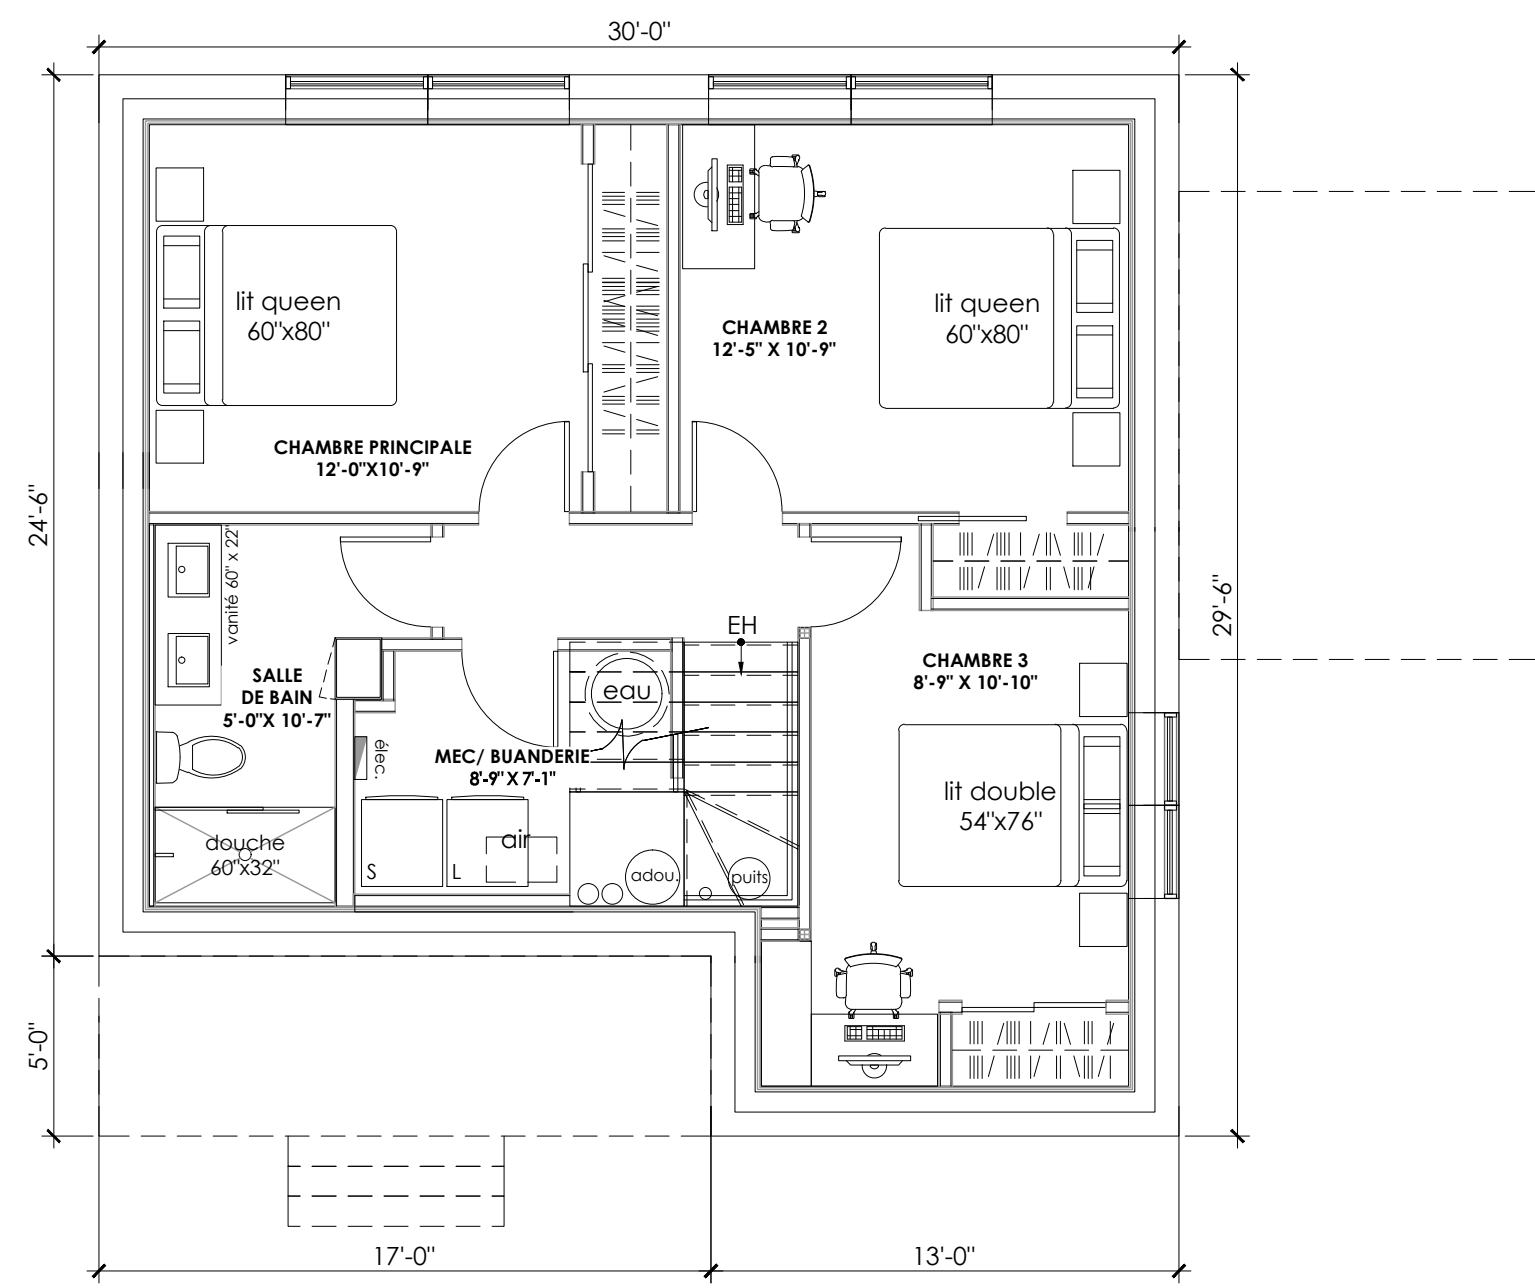 30'-0"
lit queen
60"x80"
lit queen
60"x80"
CHAMBRE 2
12'-5" X 10'-9"
CHAMBRE PRINCIPALE
12'-0"X10'-9"
24'-6"
29'-6"
vanité 60" x 22"
EH
SALLE
DE BAIN
5'-0"X 10'-7"
eau
CHAMBRE 3
8'-9" X 10'-10"
élec.
MEC/ BUANDERIE
8'-9" X 7'-1"
lit double
54"x76"
douche
60"x32"
air
S
L
adou.
puits
5'-0"
17'-0"
13'-0"